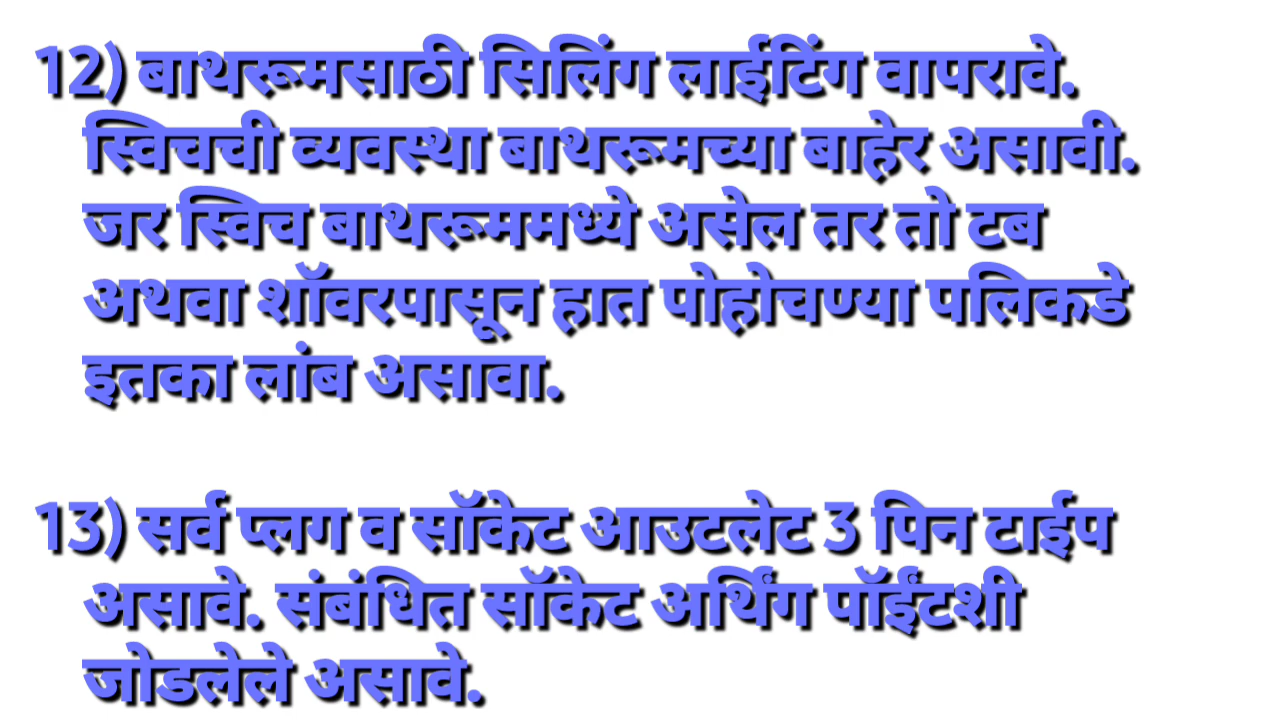 12) बाथरूमसाठी सिलिंग लाईटिंग वापरावे.
स्विचची व्यवस्था बाथरूमच्या बाहेर असावी.
जर स्विच बाथरूममध्ये असेल तर तो टब
अथवा शॉवरपासून हात पोहोचण्या पलिकडे
इतका लांब असावा.
13) सर्व प्लग व सॉकेट आउटलेट 3 पिन टाईप
असावे. संबंधित सॉकेट अर्थिंग पॉईंटशी
जोडलेले असावे.